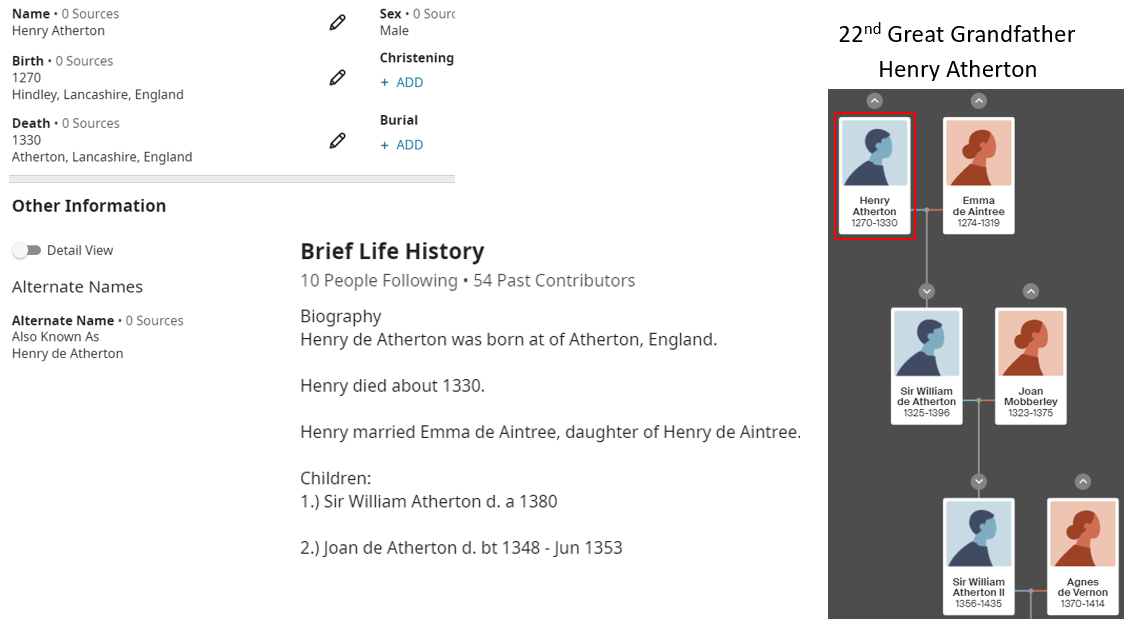 Name • 0 Sources
Henry Atherton
Sex • 0 Sourc
Male
Birth • 0 Sources
1270
Hindley, Lancashire, England
Christening
+ ADD
Death • 0 Sources
1330
Atherton, Lancashire, England
Burial
+ ADD
Other Information
Detail View
Alternate Names
Alternate Name • 0 Sources
Also Known As
Henry de Atherton
Brief Life History
10 People Following • 54 Past Contributors
Biography
Henry de Atherton was born at of Atherton, England.
Henry died about 1330.
Henry married Emma de Aintree, daughter of Henry de Aintree.
Children:
1.) Sir William Atherton d. a 1380
2.) Joan de Atherton d. bt 1348 - Jun 1353
22nd Great Grandfather
Henry Atherton
Henry
Atherton
1270-1330
Emma
de Aintree
1274-1319
Sir William
de Atherton
1325-1396
Joan
Mobberley
1323-1375
Sir William
Atherton II
1356-1435
Agnes
de Vernon
1370-1414